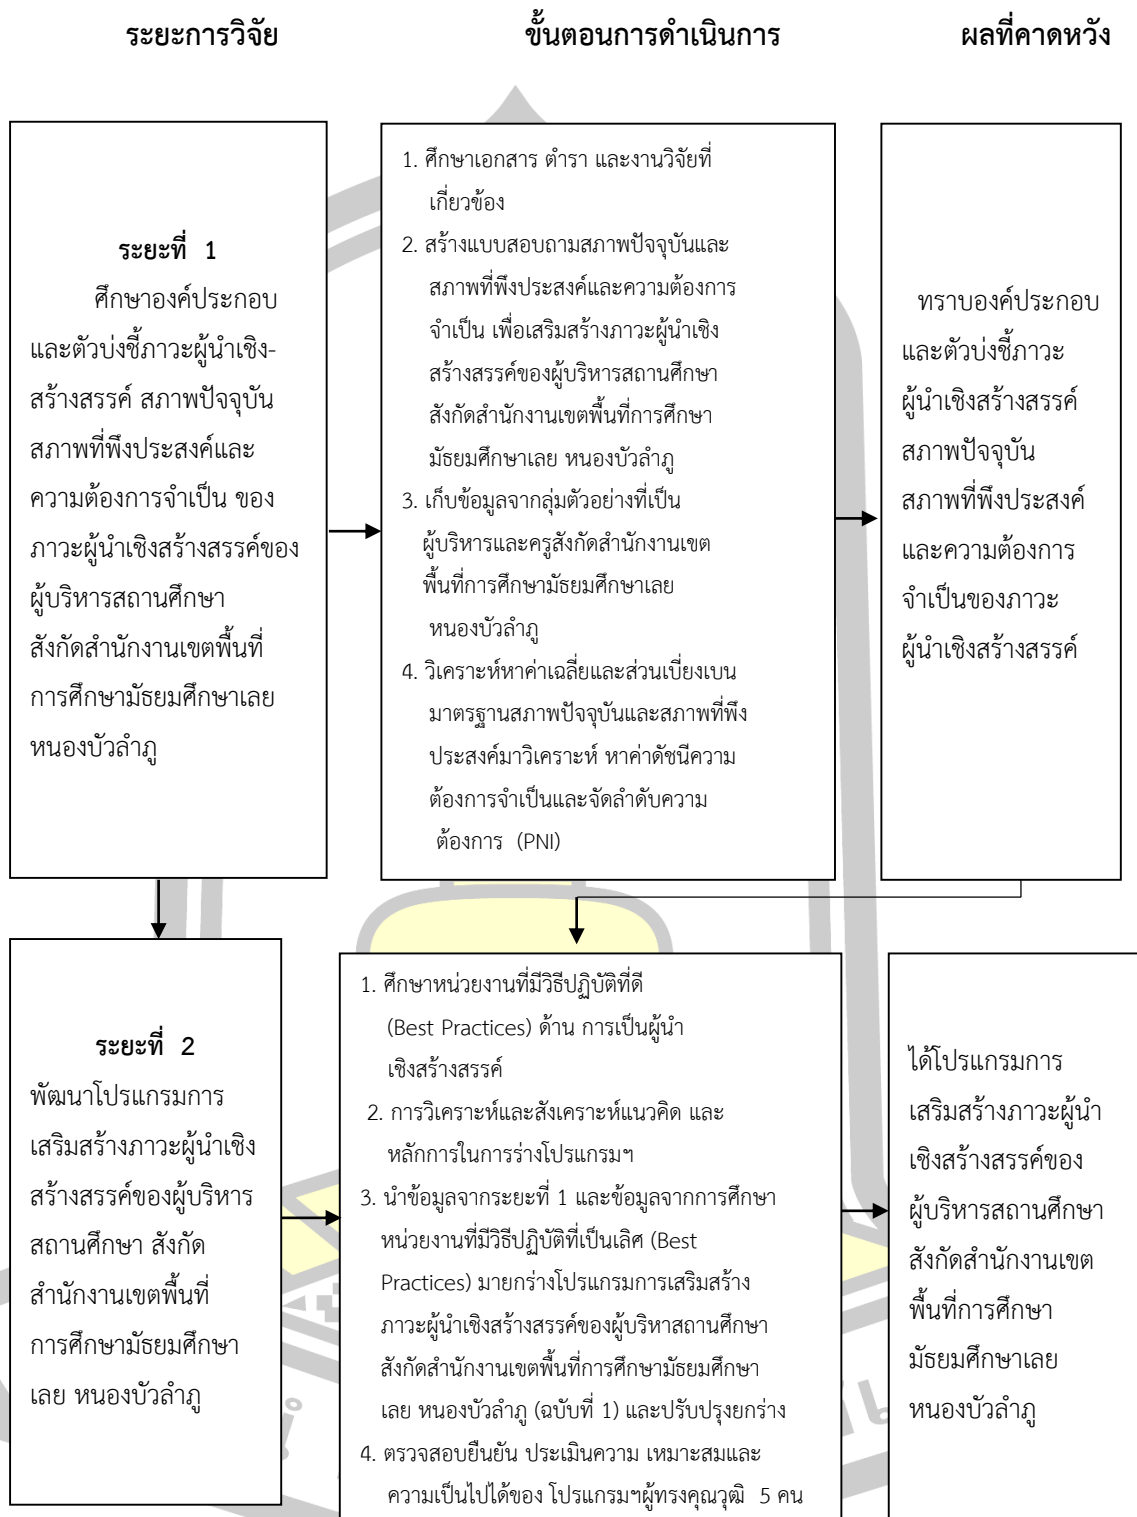 ระยะการวิจัย
ขั้นตอนการดำเนินการ
ผลที่คาดหวัง
ระยะที่ 1
ศึกษาองค์ประกอบ
และตัวบ่งชี้ภาวะผู้นำเชิง-
สร้างสรรค์ สภาพปัจจุบัน
สภาพที่พึงประสงค์และ
ความต้องการจำเป็น ของ
ภาวะผู้นำเชิงสร้างสรรค์ของ
ผู้บริหารสถานศึกษา
สังกัดสำนักงานเขตพื้นที่
การศึกษามัธยมศึกษาเลย
หนองบัวลำภู
1. ศึกษาเอกสาร ตำรา และงานวิจัยที่
เกี่ยวข้อง
2. สร้างแบบสอบถามสภาพปัจจุบันและ
สภาพที่พึงประสงค์และความต้องการ
จำเป็น เพื่อเสริมสร้างภาวะผู้นำเชิง
สร้างสรรค์ของผู้บริหารสถานศึกษา
สังกัดสำนักงานเขตพื้นที่การศึกษา
มัธยมศึกษาเลย หนองบัวลำภู
3. เก็บข้อมูลจากลุ่มตัวอย่างที่เป็น
ผู้บริหารและครูสังกัดสำนักงานเขต
พื้นที่การศึกษามัธยมศึกษาเลย
หนองบัวลำภู
4. วิเคราะห์หาค่าเฉลี่ยและส่วนเบี่ยงเบน
มาตรฐานสภาพปัจจุบันและสภาพที่พึง
ประสงค์มาวิเคราะห์ หาค่าดัชนีความ
ต้องการจำเป็นและจัดลำดับความ
ต้องการ (PNI)
ทราบองค์ประกอบ
และตัวบ่งชี้ภาวะ
ผู้นำเชิงสร้างสรรค์
สภาพปัจจุบัน
สภาพที่พึงประสงค์
และความต้องการ
จำเป็นของภาวะ
ผู้นำเชิงสร้างสรรค์
ระยะที่ 2
พัฒนาโปรแกรมการ
เสริมสร้างภาวะผู้นำเชิง
สร้างสรรค์ของผู้บริหาร
สถานศึกษา สังกัด
สำนักงานเขตพื้นที่
การศึกษามัธยมศึกษา
เลย หนองบัวลำภู
1. ศึกษาหน่วยงานที่มีวิธีปฏิบัติที่ดี
(Best Practices) ด้าน การเป็นผู้นำ
เชิงสร้างสรรค์
2. การวิเคราะห์และสังเคราะห์แนวคิด และ
หลักการในการร่างโปรแกรมฯ
3. นำข้อมูลจากระยะที่ 1 และข้อมูลจากการศึกษา
หน่วยงานที่มีวิธีปฏิบัติที่เป็นเลิศ (Best
Practices) มายกร่างโปรแกรมการเสริมสร้าง
ภาวะผู้นำเชิงสร้างสรรค์ของผู้บริหาสถานศึกษา
สังกัดสำนักงานเขตพื้นที่การศึกษามัธยมศึกษา
เลย หนองบัวลำภู (ฉบับที่ 1) และปรับปรุงยกร่าง
4. ตรวจสอบยืนยัน ประเมินความ เหมาะสมและ
ความเป็นไปได้ของ โปรแกรมฯผู้ทรงคุณวุฒิ 5 คน
ได้โปรแกรมการ
เสริมสร้างภาวะผู้นำ
เชิงสร้างสรรค์ของ
ผู้บริหารสถานศึกษา
สังกัดสำนักงานเขต
พื้นที่การศึกษา
มัธยมศึกษาเลย
หนองบัวลำภู